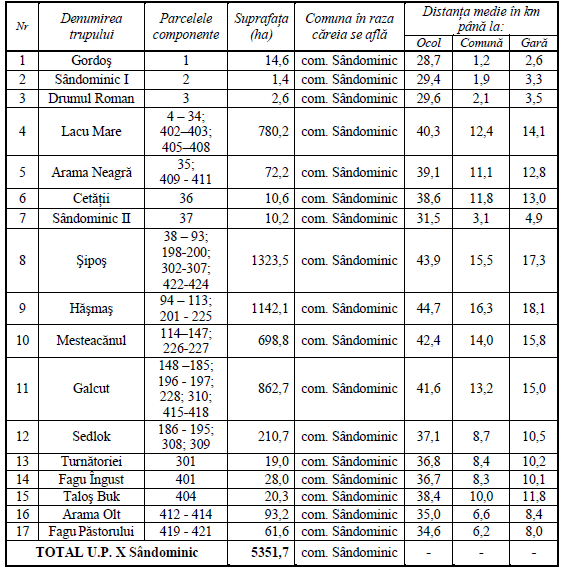 Nr Denumirea trupului Parcelele componente Suprafaţa (ha) Comuna în raza căreia se află Distanţa medie în km până la:
Ocol Comună Gară
1 Gordoş 1 14,6 com. Sândominic 28,7 1,2 2,6
2 Sândominic I 2 1,4 com. Sândominic 29,4 1,9 3,3
3 Drumul Roman 3 2,6 com. Sândominic 29,6 2,1 3,5
4 Lacu Mare 4 – 34; 402–403; 405–408 780,2 com. Sândominic 40,3 12,4 14,1
5 Arama Neagră 35; 409 - 411 72,2 com. Sândominic 39,1 11,1 12,8
6 Cetăţii 36 10,6 com. Sândominic 38,6 11,8 13,0
7 Sândominic II 37 10,2 com. Sândominic 31,5 3,1 4,9
8 Şipoş 38 – 93; 198-200; 302-307; 422-424 1323,5 com. Sândominic 43,9 15,5 17,3
9 Hăşmaş 94 – 113; 201 - 225 1142,1 com. Sândominic 44,7 16,3 18,1
10 Mesteacănul 114–147; 226-227 698,8 com. Sândominic 42,4 14,0 15,8
11 Galcut 148 –185; 196 - 197; 228; 310; 415-418 862,7 com. Sândominic 41,6 13,2 15,0
12 Sedlok 186 - 195; 308; 309 210,7 com. Sândominic 37,1 8,7 10,5
13 Turnătoriei 301 19,0 com. Sândominic 36,8 8,4 10,2
14 Fagu Îngust 401 28,0 com. Sândominic 36,7 8,3 10,1
15 Taloş Buk 404 20,3 com. Sândominic 38,4 10,0 11,8
16 Arama Olt 412 - 414 93,2 com. Sândominic 35,0 6,6 8,4
17 Fagu Păstorului 419 - 421 61,6 com. Sândominic 34,6 6,2 8,0
TOTAL U.P. X Sândominic 5351,7 com. Sândominic - - -